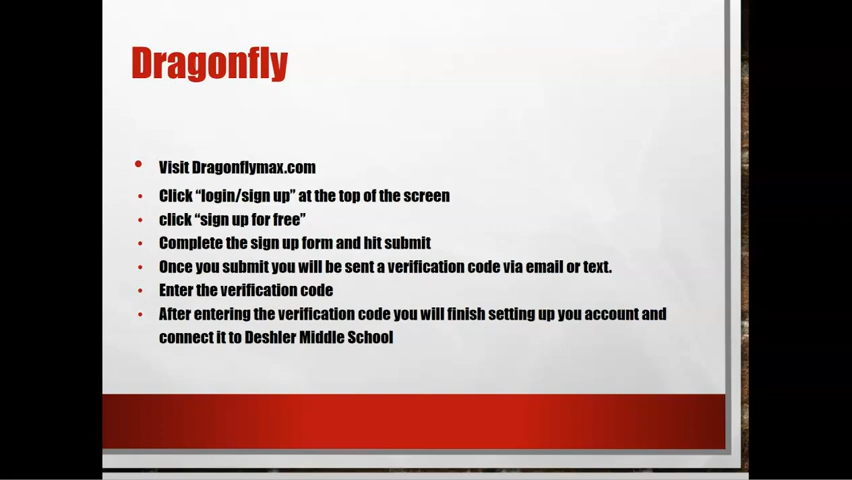 Dragonfly
• Visit Dragonflymax.com
• Click “login/sign up” at the top of the screen
• click “sign up for free”
• Complete the sign up form and hit submit
• Once you submit you will be sent a verification code via email or text.
• Enter the verification code
• After entering the verification code you will finish setting up you account and
connect it to Deshler Middle School